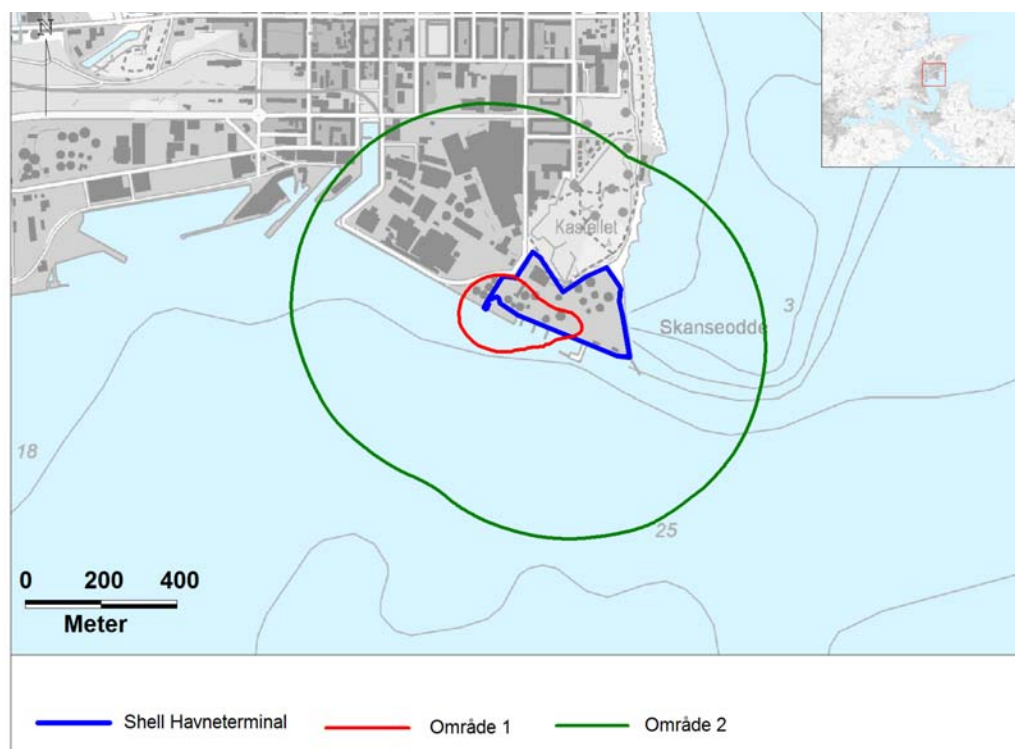 N
Kastellet
3
Skanseodde
18
25
0 200 400
Meter
Shell Havneterminal Område 1 Område 2